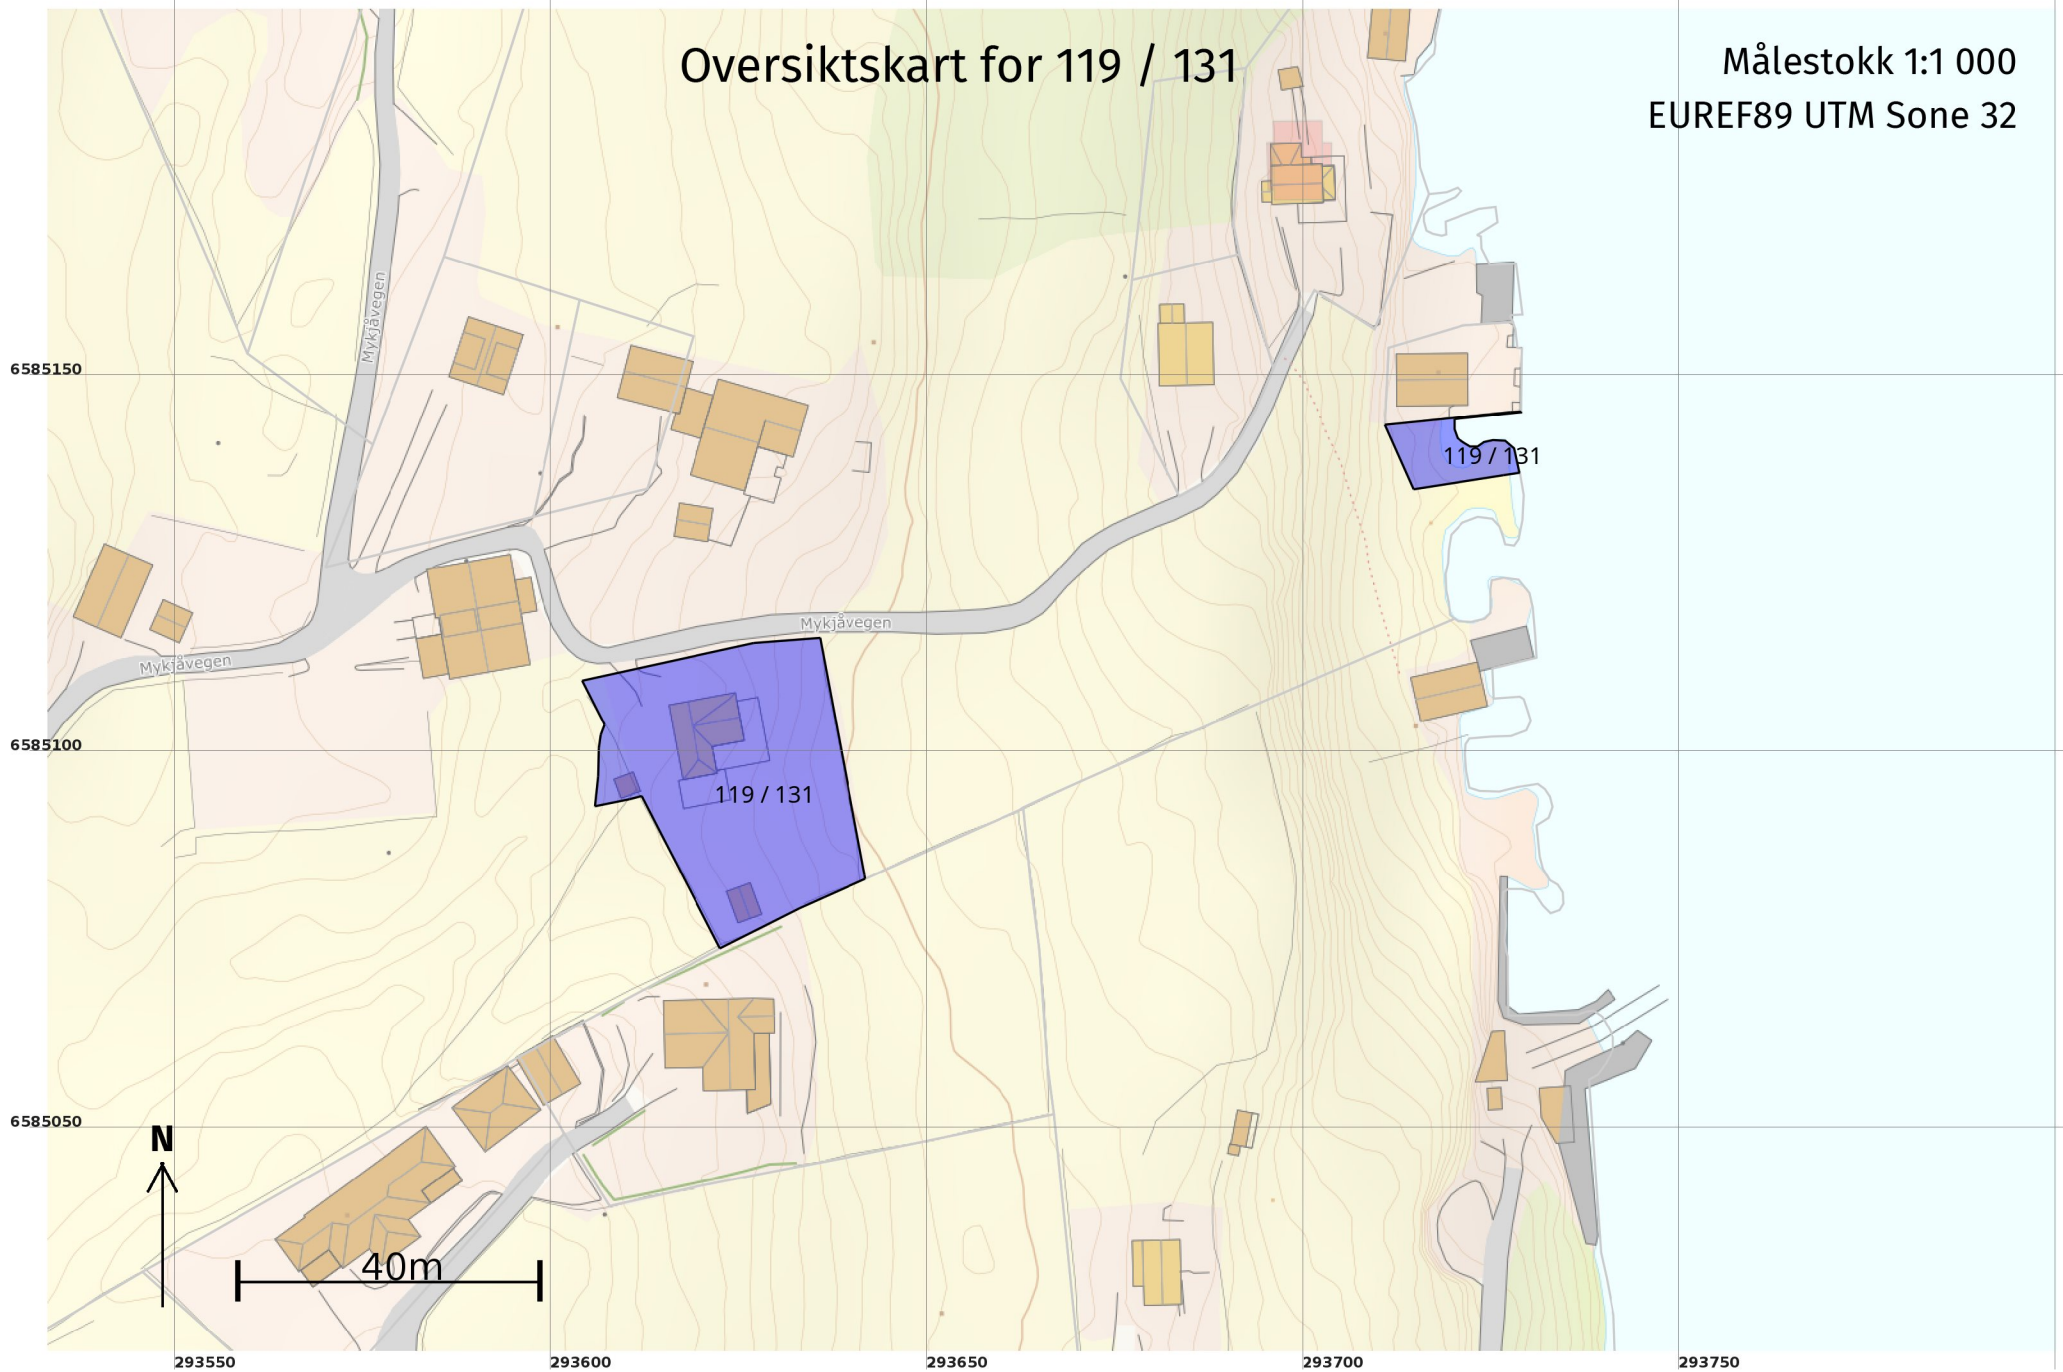 Oversiktskart for 119 / 131
Målestokk 1:1 000
EUREF89 UTM Sone 32
Mykjåvegen
6585150
119 / 131
Mykjåvegen
Mykjåvegen
6585100
119 / 131
6585050
N
40m
293550
293600
293650
293700
293750